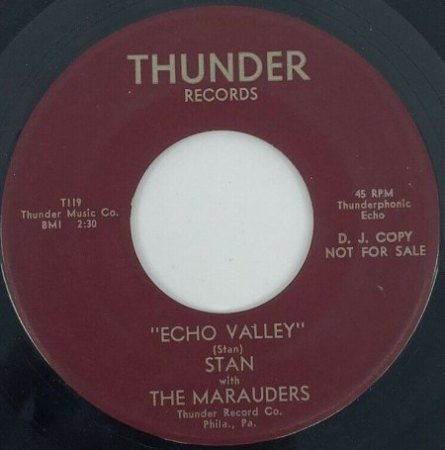 THUNDER
RECORDS
T119
Thunder Music Co.
BMI 2:30
45 RPM
Thunderphonic
Echo
D. J. COPY
NOT FOR SALE
"ECHO VALLEY"
(Stan)
STAN
with
THE MARAUDERS
Thunder Record Co.
Phila., Pa.